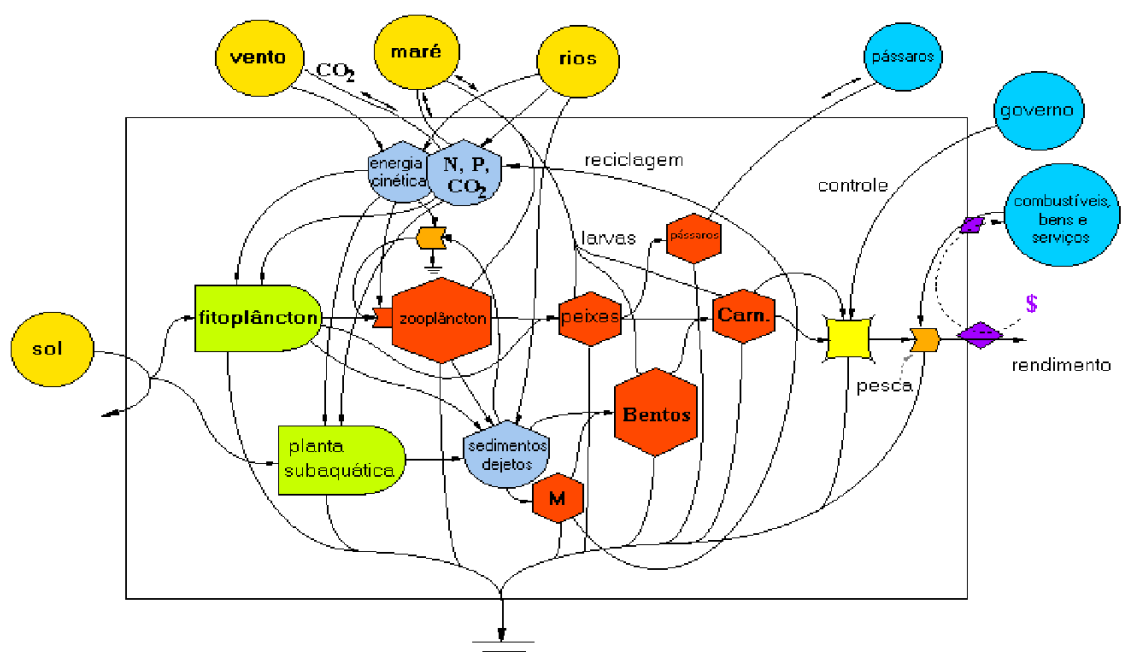 vento
CO2
maré
rios
pássaros
governo
energia
cinética
N, P,
CO2
reciclagem
controle
combustíveis,
bens e
serviços
pássaros
larvas
fitoplâncton
zooplâncton
peixes
Carn.
$
sol
rendimento
pesca
Bentos
planta
subaquática
sedimentos
dejetos
M